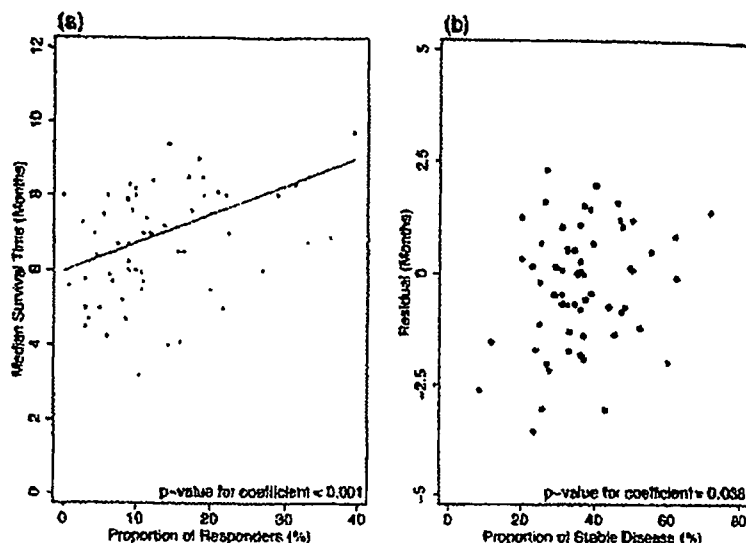 (a)
Median Survival Time (Months)
12
10
8
6
4
2
0
p-value for coefficient < 0.001
0 10 20 30 40
Proportion of Responders (%)
(b)
Residual (Months)
5
2.5
0
-2.5
-5
p-value for coefficient = 0.038
0 20 40 60 80
Proportion of Stable Disease (%)